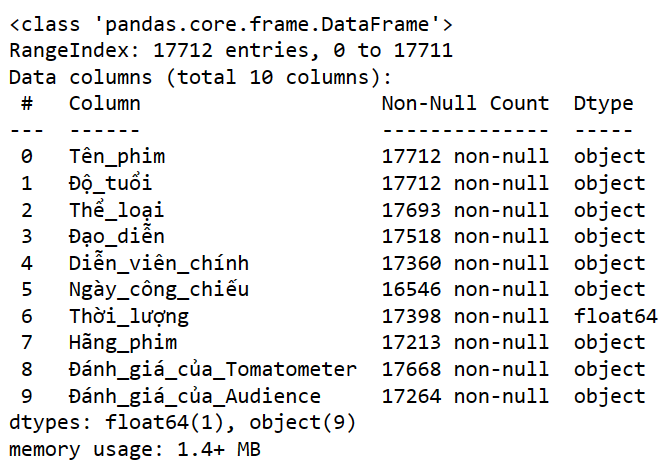 <class 'pandas.core.frame.DataFrame'>
RangeIndex: 17712 entries, 0 to 17711
Data columns (total 10 columns):
 #   Column                   Non-Null Count  Dtype
---  ------                   --------------  -----
 0   Tên_phim                 17712 non-null  object
 1   Độ_tuổi                  17712 non-null  object
 2   Thể_loại                 17693 non-null  object
 3   Đạo_diễn                 17518 non-null  object
 4   Diễn_viên_chính          17360 non-null  object
 5   Ngày_công_chiếu          16546 non-null  object
 6   Thời_lượng               17398 non-null  float64
 7   Hãng_phim                17213 non-null  object
 8   Đánh_giá_của_Tomatometer  17668 non-null  object
 9   Đánh_giá_của_Audience    17264 non-null  object
dtypes: float64(1), object(9)
memory usage: 1.4+ MB